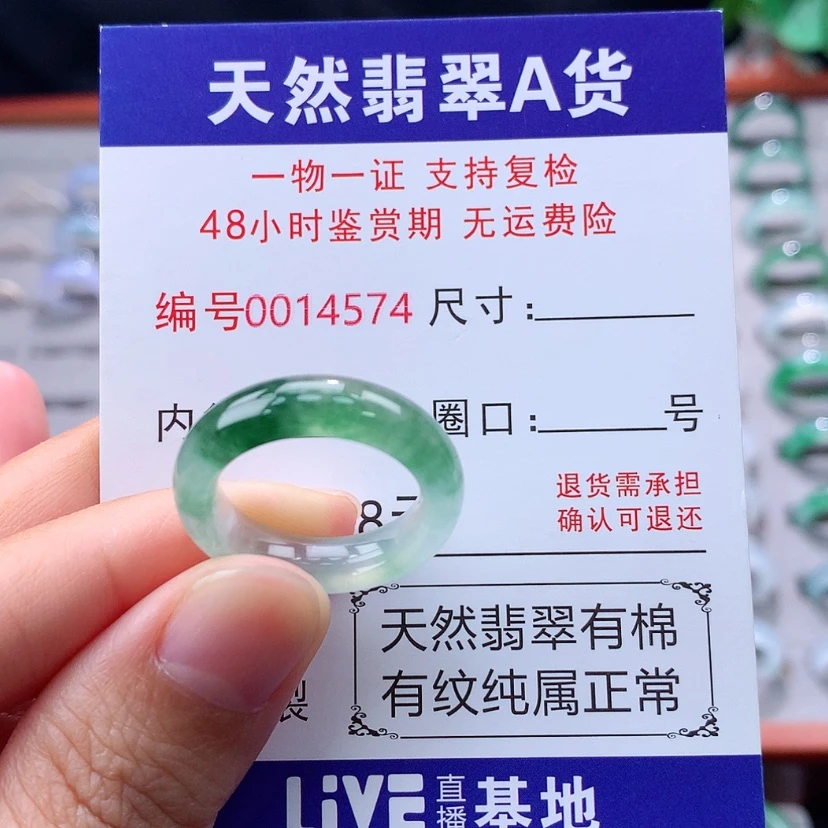 天然翡翠A货
一物一证 支持复检
48小时鉴赏期 无运费险
编号0014574 尺寸:
内 圈口: 号
8
退货需承担
确认可退还
天然翡翠有棉
有纹纯属正常
製
LiVE 直播 基地